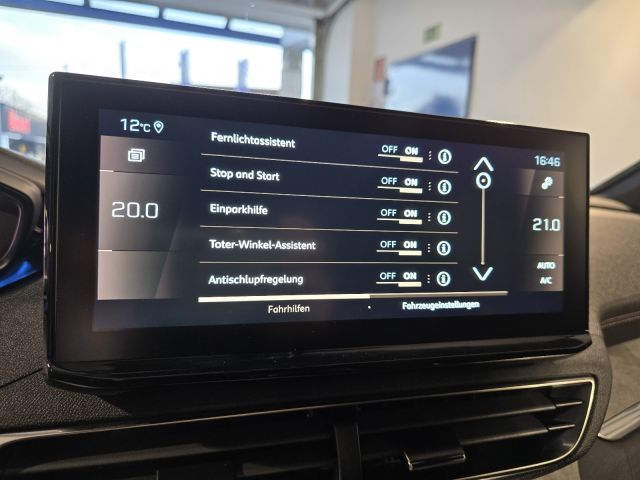 12°C
16:46
Fernlichtassistent OFF ON
Stop and Start OFF ON
20.0
Einparkhilfe OFF ON
21.0
Toter-Winkel-Assistent OFF ON
AUTO
Antischlupfregelung OFF ON
A/C
Fahrhilfen
Fahrzeugeinstellungen